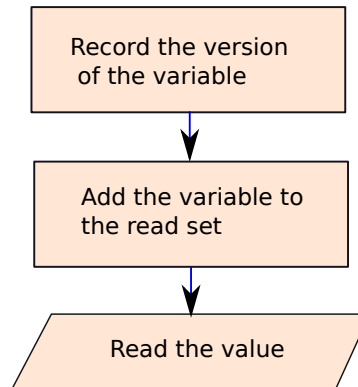 Record the version
of the variable
Add the variable to
the read set
Read the value